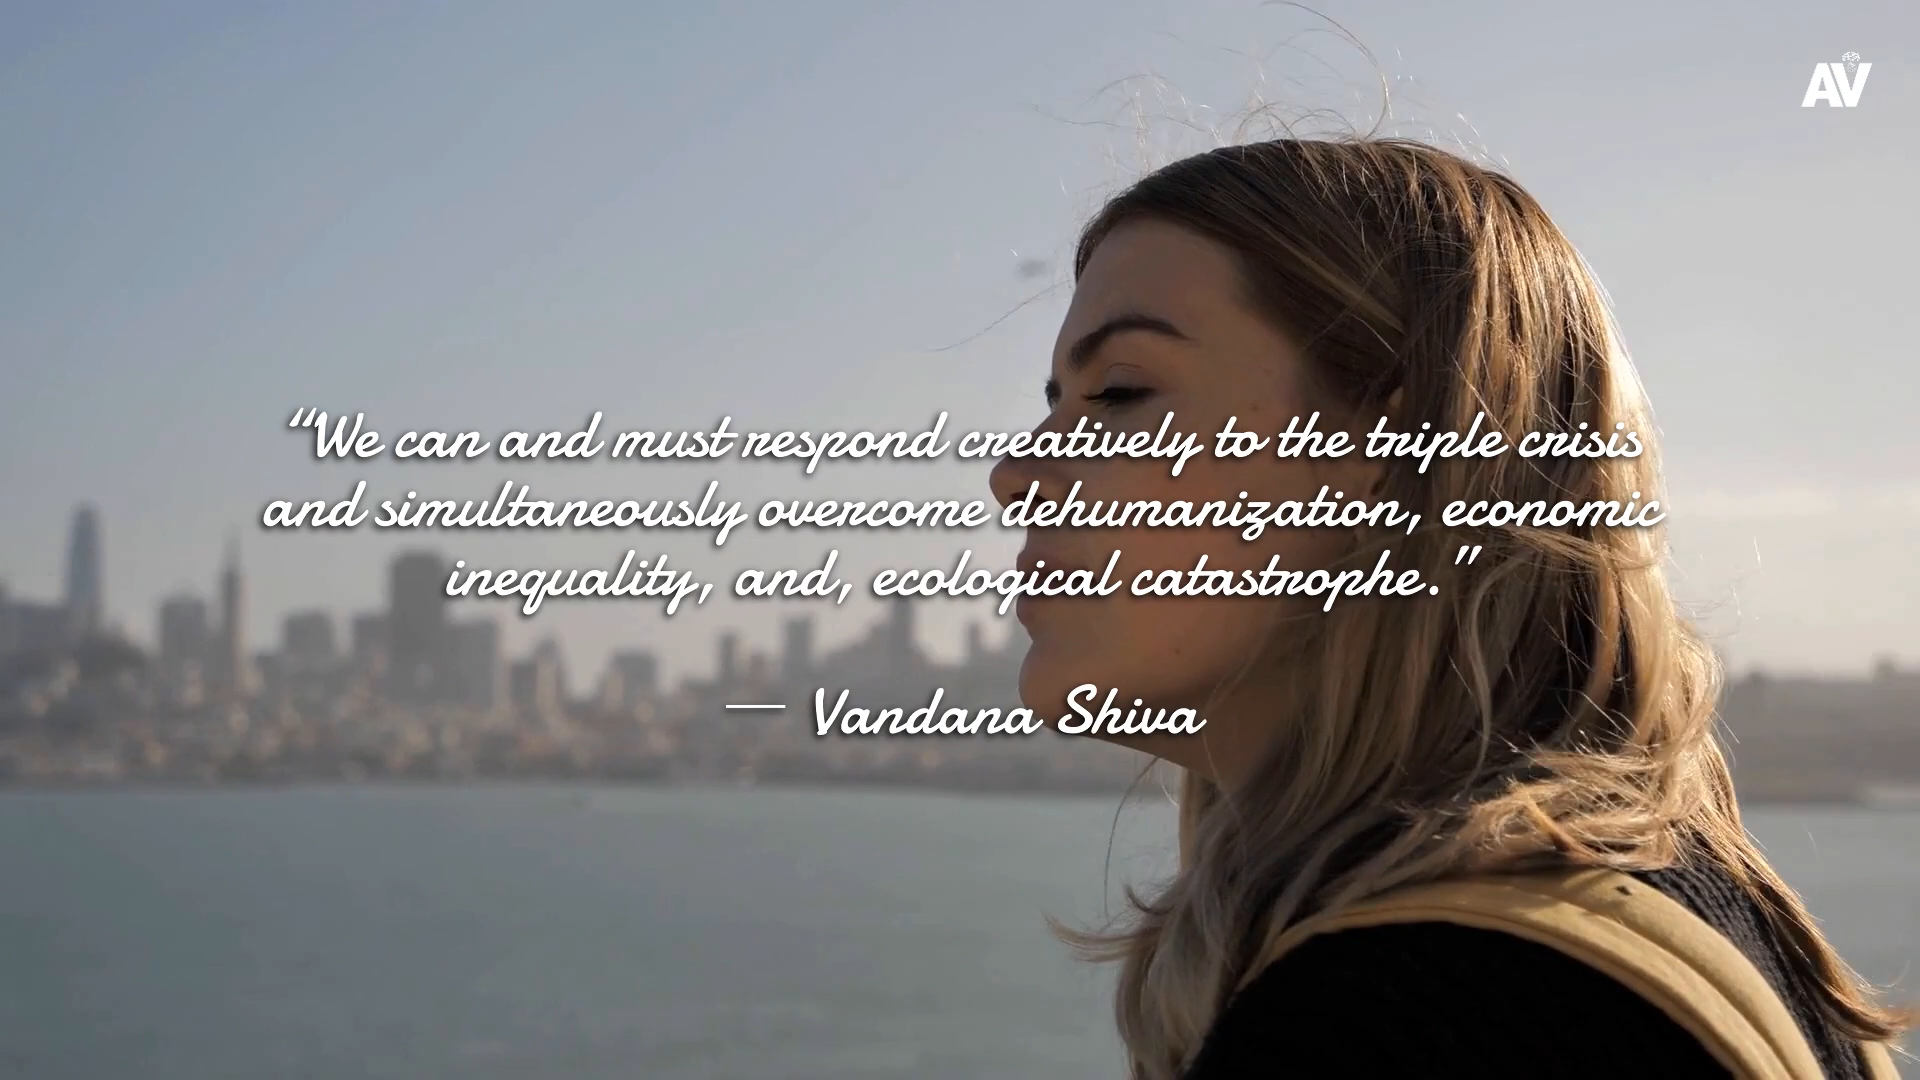 AV
“We can and must respond creatively to the triple crisis
and simultaneously overcome dehumanization, economic
inequality, and, ecological catastrophe.”
— Vandana Shiva